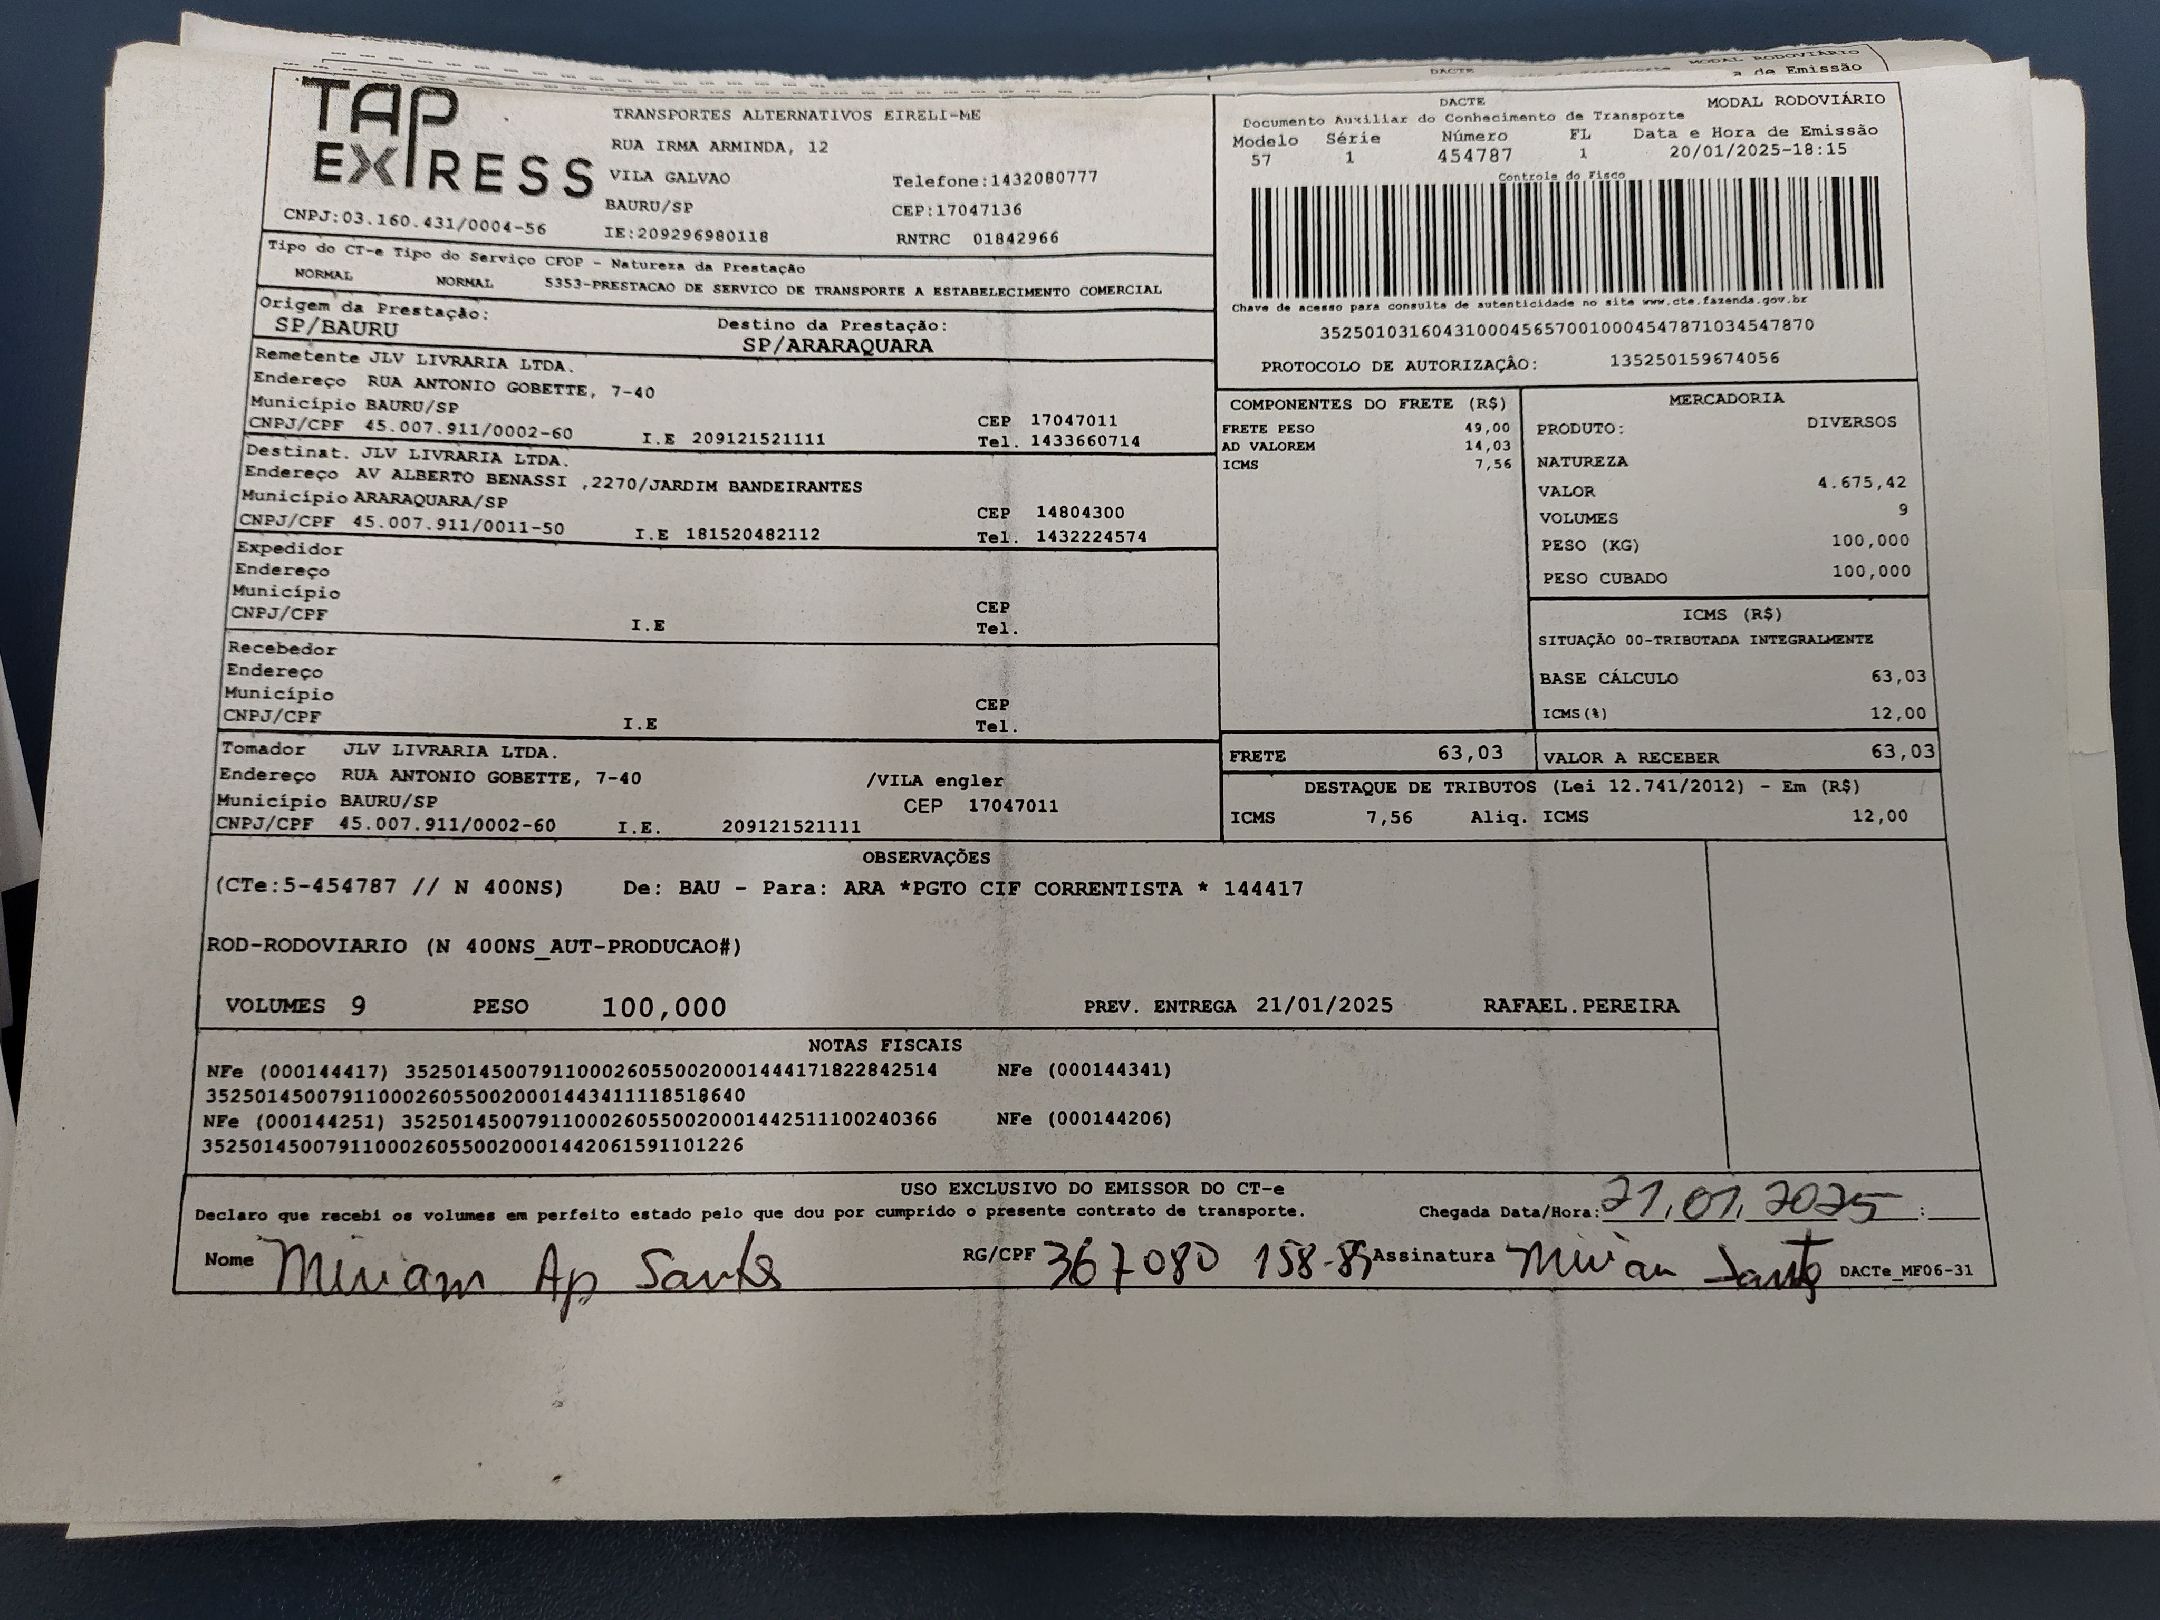 TAP
EXPRESS
CNPJ:03.160.431/0004-56
TRANSPORTES ALTERNATIVOS EIRELI-ME
RUA IRMA ARMINDA, 12
VILA GALVAO Telefone:1432080777
BAURU/SP CEP:17047136
IE:209296980118 RNTRC 01842966
DACTE MODAL RODOVIÁRIO
Documento Auxiliar do Conhecimento de Transporte
Modelo Série Número FL Data e Hora de Emissão
57 1 454787 1 20/01/2025-18:15
Controle do Fisco
Chave de acesso para consulta de autenticidade no site www.cte.fazenda.gov.br
35250103160431000456570010004547871034547870
PROTOCOLO DE AUTORIZAÇÂO: 135250159674056
Tipo do CT-e Tipo do Serviço CFOP - Natureza da Prestação
NORMAL NORMAL 5353-PRESTACAO DE SERVICO DE TRANSPORTE A ESTABELECIMENTO COMERCIAL
Origem da Prestação: Destino da Prestação:
SP/BAURU SP/ARARAQUARA
Remetente JLV LIVRARIA LTDA.
Endereço RUA ANTONIO GOBETTE, 7-40
Município BAURU/SP CEP 17047011
CNPJ/CPF 45.007.911/0002-60 I.E 209121521111 Tel. 1433660714
Destinat. JLV LIVRARIA LTDA.
Endereço AV ALBERTO BENASSI ,2270/JARDIM BANDEIRANTES
Município ARARAQUARA/SP CEP 14804300
CNPJ/CPF 45.007.911/0011-50 I.E 181520482112 Tel. 1432224574
Expedidor
Endereço
Município CEP
CNPJ/CPF I.E Tel.
Recebedor
Endereço
Município CEP
CNPJ/CPF I.E Tel.
Tomador JLV LIVRARIA LTDA.
Endereço RUA ANTONIO GOBETTE, 7-40 /VILA engler
Município BAURU/SP CEP 17047011
CNPJ/CPF 45.007.911/0002-60 I.E. 209121521111
COMPONENTES DO FRETE (R$)
FRETE PESO 49,00
AD VALOREM 14,03
ICMS 7,56
MERCADORIA
PRODUTO: DIVERSOS
NATUREZA
VALOR 4.675,42
VOLUMES 9
PESO (KG) 100,000
PESO CUBADO 100,000
ICMS (R$)
SITUAÇÃO 00-TRIBUTADA INTEGRALMENTE
BASE CÁLCULO 63,03
ICMS(%) 12,00
FRETE 63,03 VALOR A RECEBER 63,03
DESTAQUE DE TRIBUTOS (Lei 12.741/2012) - Em (R$)
ICMS 7,56 Aliq. ICMS 12,00
OBSERVAÇÕES
(CTe:5-454787 // N 400NS) De: BAU - Para: ARA *PGTO CIF CORRENTISTA * 144417
ROD-RODOVIARIO (N 400NS_AUT-PRODUCAO#)
VOLUMES 9 PESO 100,000 PREV. ENTREGA 21/01/2025 RAFAEL.PEREIRA
NOTAS FISCAIS
NFe (000144417) 35250145007911000260550020001444171822842514 NFe (000144341)
35250145007911000260550020001443411118518640
NFe (000144251) 35250145007911000260550020001442511100240366 NFe (000144206)
35250145007911000260550020001442061591101226
USO EXCLUSIVO DO EMISSOR DO CT-e
Declaro que recebi os volumes em perfeito estado pelo que dou por cumprido o presente contrato de transporte. Chegada Data/Hora: 21.01.2025 :
Nome Miriam Ap Santos RG/CPF 367080 158-89 Assinatura Mirian Santos DACTe_MF06-31
DACTE MODAL RODOVIÁRIO
a de Emissão